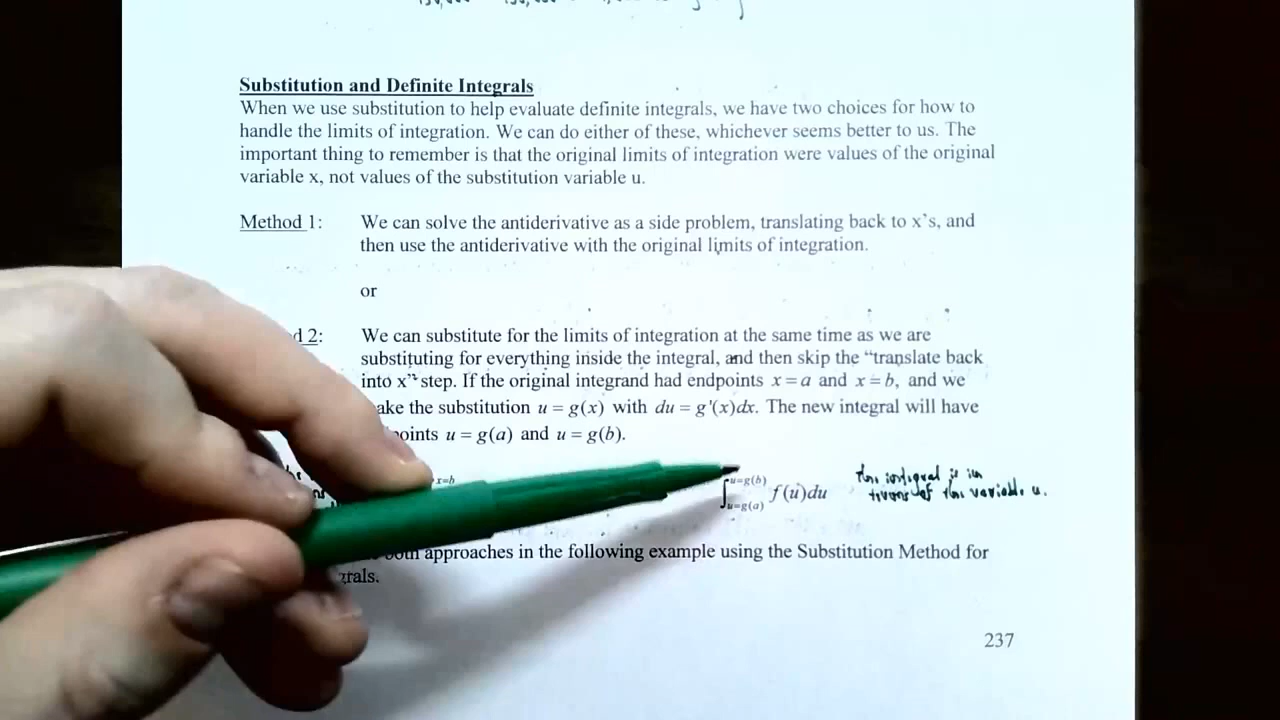 Substitution and Definite Integrals
When we use substitution to help evaluate definite integrals, we have two choices for how to
handle the limits of integration. We can do either of these, whichever seems better to us. The
important thing to remember is that the original limits of integration were values of the original
variable x, not values of the substitution variable u.
Method 1: We can solve the antiderivative as a side problem, translating back to x's, and
then use the antiderivative with the original limits of integration.
or
d 2: We can substitute for the limits of integration at the same time as we are
substituting for everything inside the integral, and then skip the “translate back
into x” step. If the original integrand had endpoints x = a and x = b, and we
ake the substitution u = g(x) with du = g'(x)dx. The new integral will have
points u = g(a) and u = g(b).
x=b
∫_{u=g(a)}^{u=g(b)} f(u)du
the integral is in
terms of the variable u.
both approaches in the following example using the Substitution Method for
grals.
237